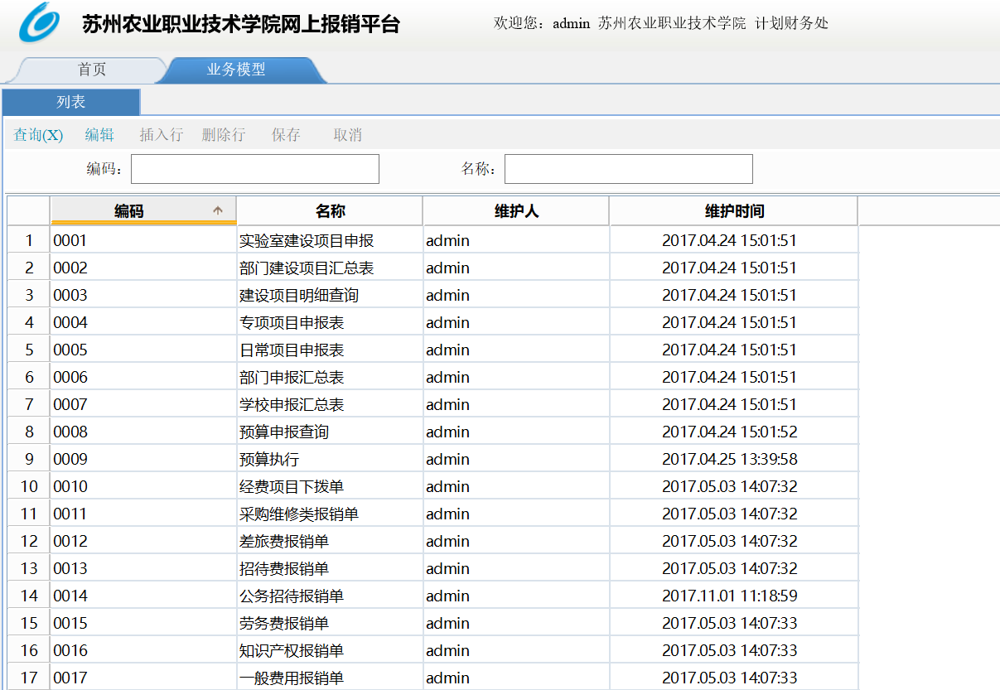 苏州农业职业技术学院网上报销平台 欢迎您：admin 苏州农业职业技术学院 计划财务处
首页 业务模型
列表
查询(X) 编辑 插入行 删除行 保存 取消
编码： 名称：
编码 名称 维护人 维护时间
1 0001 实验室建设项目申报 admin 2017.04.24 15:01:51
2 0002 部门建设项目汇总表 admin 2017.04.24 15:01:51
3 0003 建设项目明细查询 admin 2017.04.24 15:01:51
4 0004 专项项目申报表 admin 2017.04.24 15:01:51
5 0005 日常项目申报表 admin 2017.04.24 15:01:51
6 0006 部门申报汇总表 admin 2017.04.24 15:01:51
7 0007 学校申报汇总表 admin 2017.04.24 15:01:51
8 0008 预算申报查询 admin 2017.04.24 15:01:52
9 0009 预算执行 admin 2017.04.25 13:39:58
10 0010 经费项目下拨单 admin 2017.05.03 14:07:32
11 0011 采购维修类报销单 admin 2017.05.03 14:07:32
12 0012 差旅费报销单 admin 2017.05.03 14:07:32
13 0013 招待费报销单 admin 2017.05.03 14:07:32
14 0014 公务招待报销单 admin 2017.11.01 11:18:59
15 0015 劳务费报销单 admin 2017.05.03 14:07:33
16 0016 知识产权报销单 admin 2017.05.03 14:07:33
17 0017 一般费用报销单 admin 2017.05.03 14:07:33